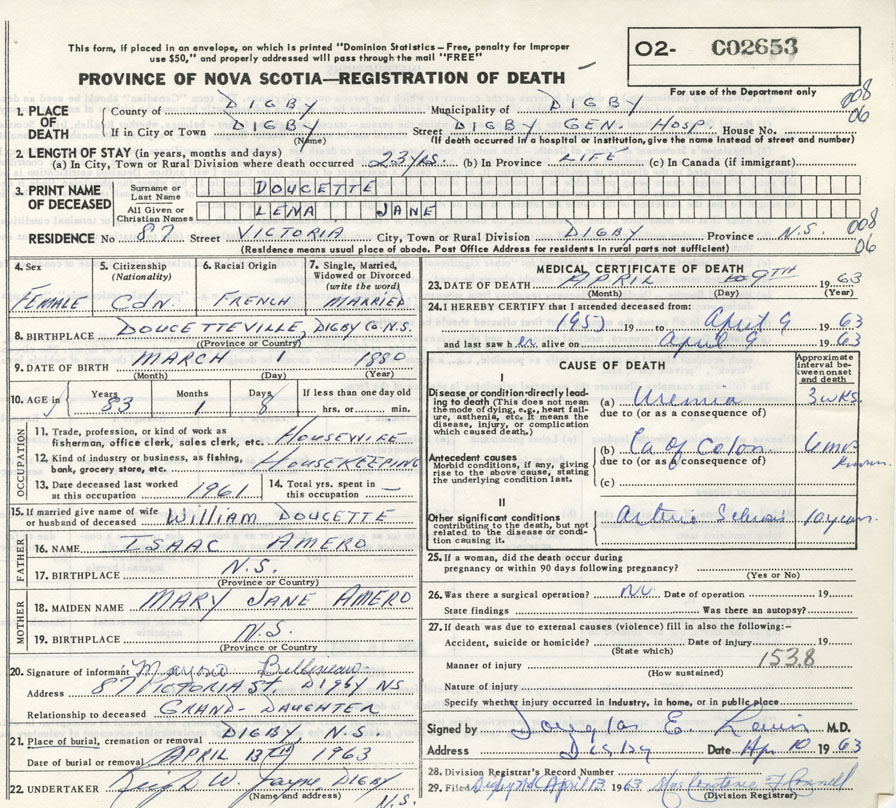 This form, if placed in an envelope, on which is printed "Dominion Statistics—Free, penalty for improper
use $50," and properly addressed will pass through the mail "FREE"
PROVINCE OF NOVA SCOTIA—REGISTRATION OF DEATH
O2- C02653
For use of the Department only
008
06
1. PLACE OF DEATH
County of DIGBY Municipality of DIGBY
If in City or Town DIGBY Street DIGBY GEN. HOSP. House No.
(Name) (If death occurred in a hospital or institution, give the name instead of street and number)
2. LENGTH OF STAY (in years, months and days)
(a) In City, Town or Rural Division where death occurred 23 YRS. (b) In Province LIFE (c) In Canada (if immigrant)
3. PRINT NAME OF DECEASED
Surname or Last Name DOUCETTE
All Given or Christian Names LENA JANE
008
06
RESIDENCE No 87 Street VICTORIA City, Town or Rural Division DIGBY Province N.S.
(Residence means usual place of abode. Post Office Address for residents in rural parts not sufficient)
4. Sex FEMALE
5. Citizenship (Nationality) CDN.
6. Racial Origin FRENCH
7. Single, Married, Widowed or Divorced (write the word) MARRIED
8. BIRTHPLACE DOUCETTEVILLE, DIGBY CO. N.S.
(Province or Country)
9. DATE OF BIRTH MARCH 1 1880
(Month) (Day) (Year)
10. AGE in Years 83 Months 1 Days 8 If less than one day old hrs. or min.
OCCUPATION
11. Trade, profession, or kind of work as
fisherman, office clerk, sales clerk, etc. HOUSEWIFE
12. Kind of industry or business, as fishing,
bank, grocery store, etc. HOUSEKEEPING
13. Date deceased last worked at this occupation 1961
14. Total yrs. spent in this occupation —
15. If married give name of wife or husband of deceased William DOUCETTE
FATHER
16. NAME ISAAC AMERO
17. BIRTHPLACE N.S.
(Province or Country)
MOTHER
18. MAIDEN NAME MARY JANE AMERO
19. BIRTHPLACE N.S.
(Province or Country)
20. Signature of informant
Address 87 VICTORIA ST. DIGBY NS
Relationship to deceased GRAND-DAUGHTER
21. Place of burial, cremation or removal DIGBY N.S.
Date of burial or removal APRIL 13TH 1963
22. UNDERTAKER W. Jayne DIGBY N.S.
(Name and address)
MEDICAL CERTIFICATE OF DEATH
23. DATE OF DEATH APRIL 9TH 1963
(Month) (Day) (Year)
24. I HEREBY CERTIFY that I attended deceased from:
195 19 to April 9 1963
and last saw her alive on April 9 1963
CAUSE OF DEATH
Approximate interval between onset and death
I
Disease or condition directly leading to death (This does not mean the mode of dying, e.g., heart failure, asthenia, etc. It means the disease, injury, or complication which caused death.)
(a) Uremia 3 wks.
due to (or as a consequence of)
Antecedent causes
Morbid conditions, if any, giving rise to the above cause, stating the underlying condition last.
(b) Ca of Colon 6 mos known
due to (or as a consequence of)
(c)
II
Other significant conditions
contributing to the death, but not related to the disease or condition causing it.
Arterio Scleros 10 years
25. If a woman, did the death occur during
pregnancy or within 90 days following pregnancy?
(Yes or No)
26. Was there a surgical operation? no Date of operation 19
State findings Was there an autopsy?
27. If death was due to external causes (violence) fill in also the following:—
Accident, suicide or homicide? Date of injury 19
(State which)
Manner of injury 1538
(How sustained)
Nature of injury
Specify whether injury occurred in industry, in home, or in public place
Signed by Douglas E. Lewis M.D.
Address Digby Date Apr 10 1963
28. Division Registrar's Record Number
29. Filed April 13 1963
(Division Registrar)